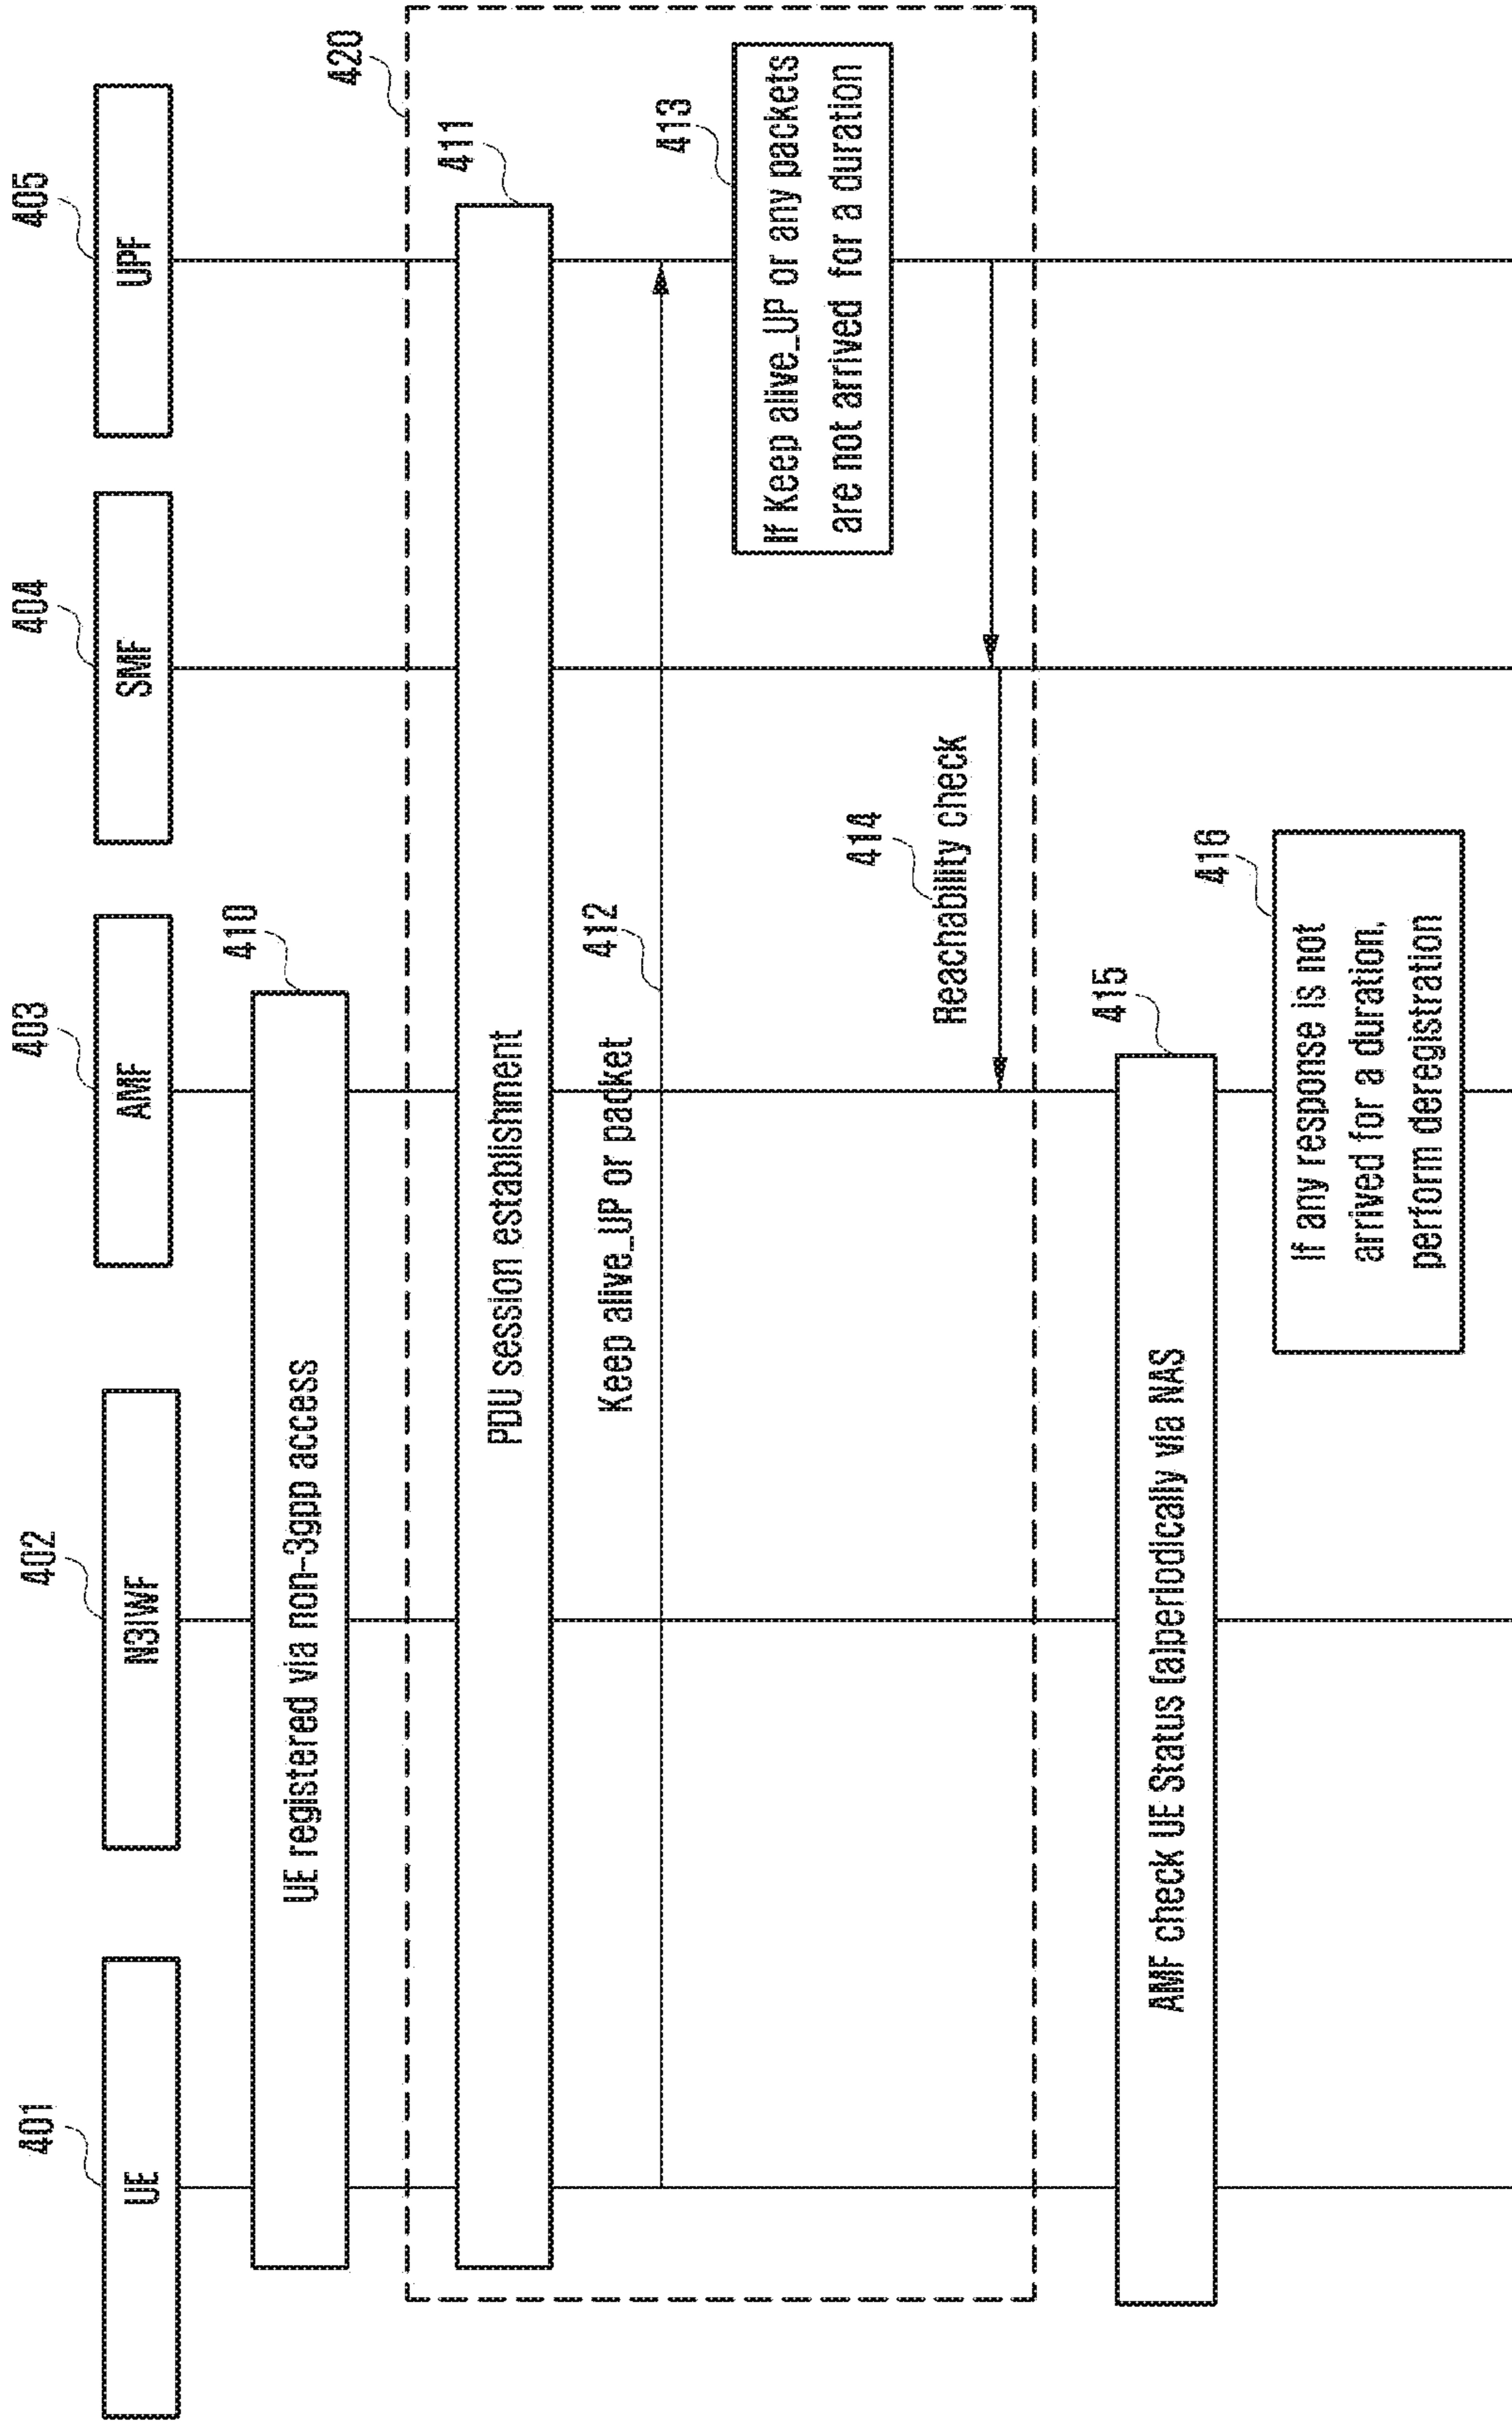 401
402
403
404
405
UE
N3IWF
AMF
SMF
UPF
410
UE registered via non-3gpp access
420
411
PDU session establishment
412
Keep alive_UP or packet
413
If Keep alive_UP or any packets
are not arrived for a duration
414
Reachability check
415
AMF check UE Status (a)periodically via NAS
416
If any response is not
arrived for a duration,
perform deregistration